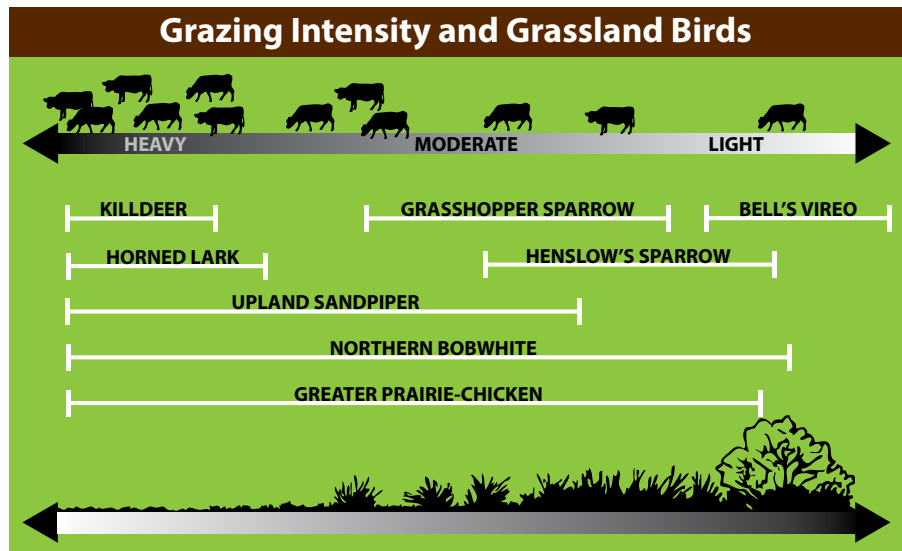 Grazing Intensity and Grassland Birds
HEAVY MODERATE LIGHT
KILLDEER GRASSHOPPER SPARROW BELL’S VIREO
HORNED LARK HENSLOW’S SPARROW
UPLAND SANDPIPER
NORTHERN BOBWHITE
GREATER PRAIRIE-CHICKEN